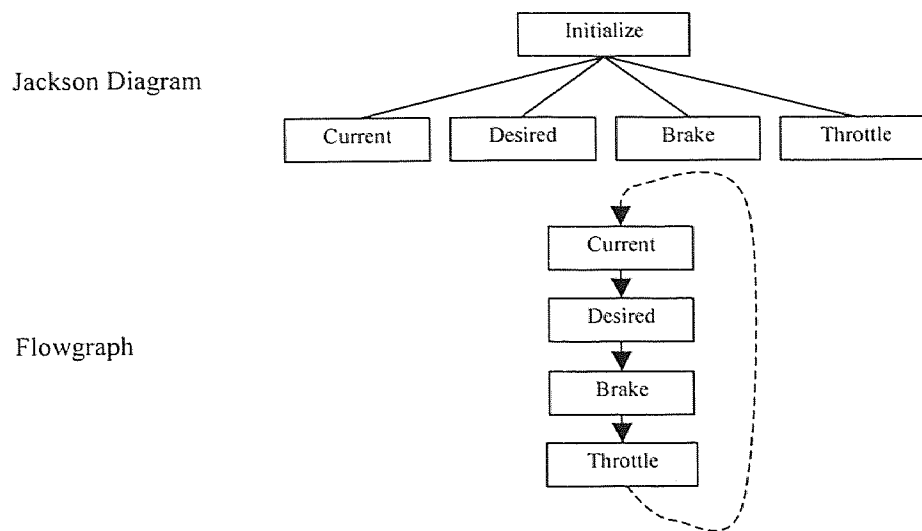 Initialize
Jackson Diagram
Current Desired Brake Throttle
Current
Desired
Flowgraph
Brake
Throttle